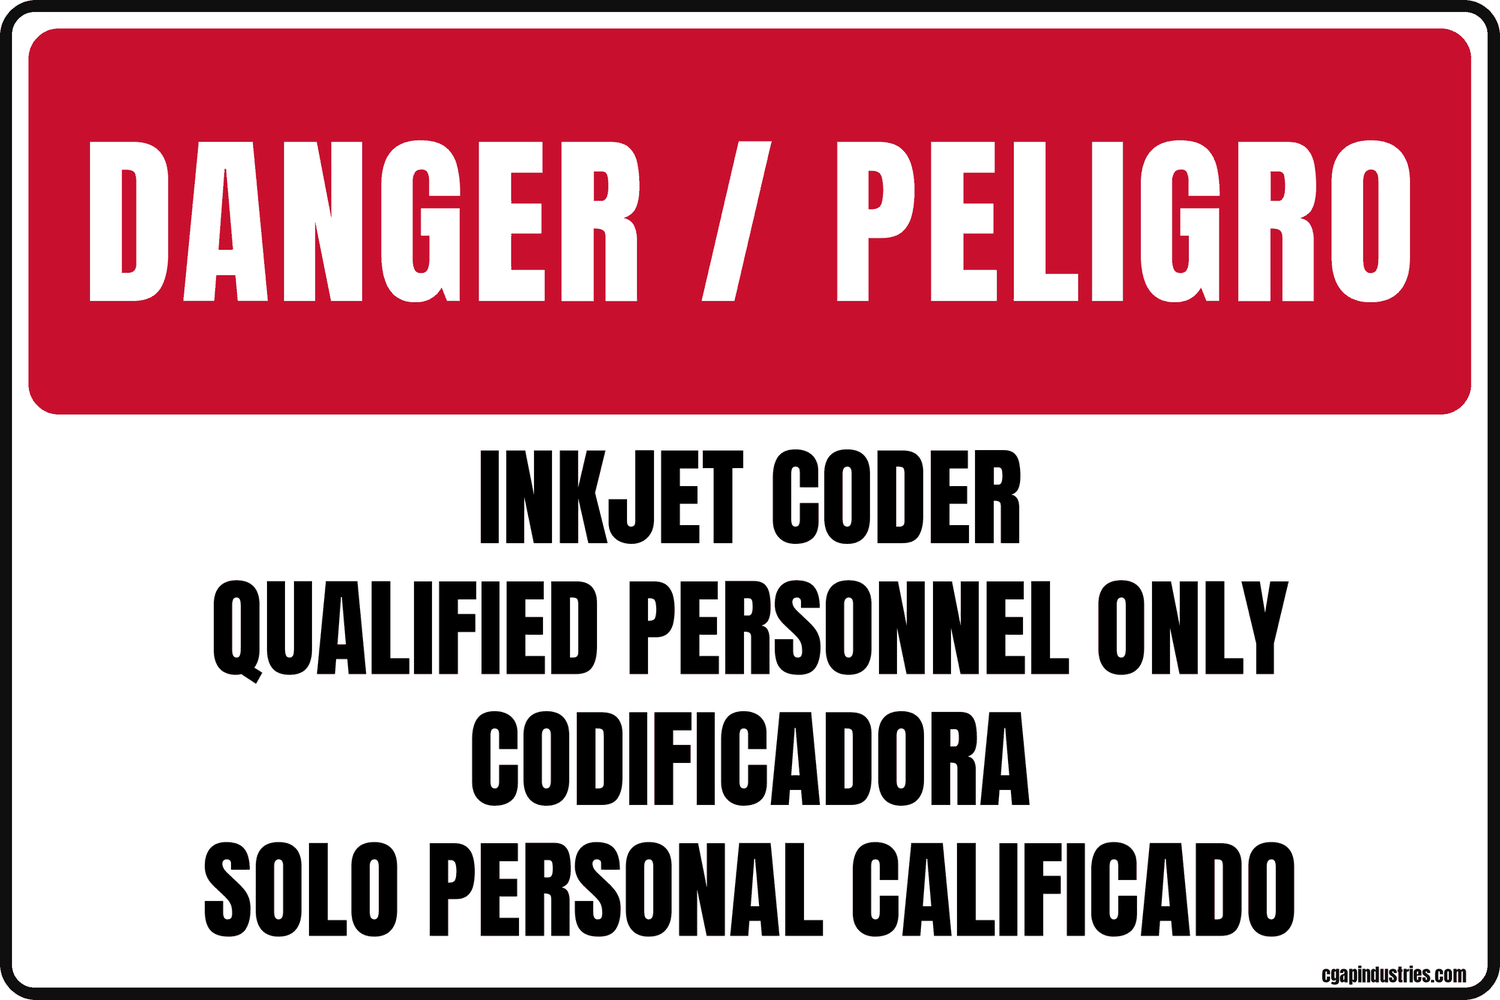 DANGER / PELIGRO
INKJET CODER
QUALIFIED PERSONNEL ONLY
CODIFICADORA
SOLO PERSONAL CALIFICADO
cgapindustries.com